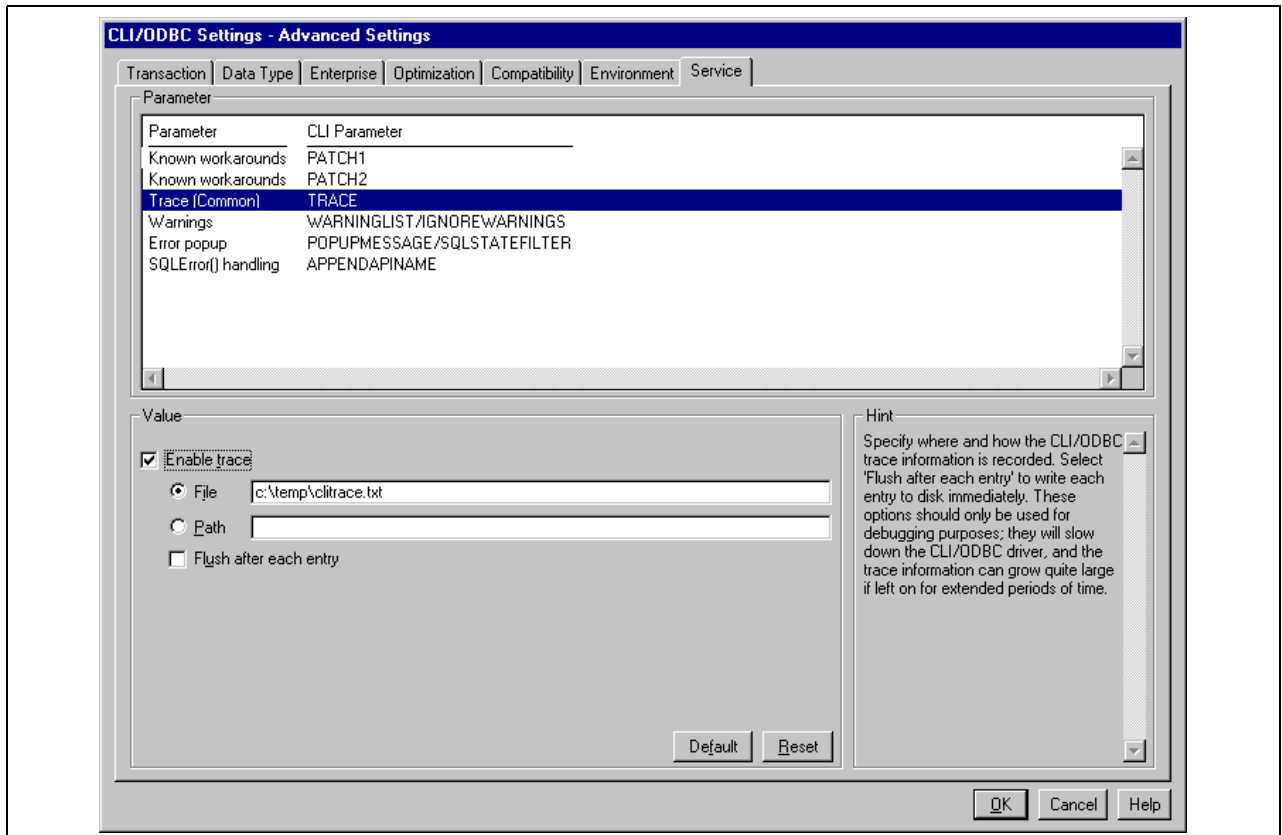 CLI/ODBC Settings - Advanced Settings
Transaction Data Type Enterprise Optimization Compatibility Environment Service
Parameter
Parameter CLI Parameter
Known workarounds PATCH1
Known workarounds PATCH2
Trace (Common) TRACE
Warnings WARNINGLIST/IGNOREWARNINGS
Error popup POPUPMESSAGE/SQLSTATEFILTER
SQLError() handling APPENDAPINAME
Value
Enable trace
File c:\temp\clitrace.txt
Path
Flush after each entry
Default Reset
Hint
Specify where and how the CLI/ODBC
trace information is recorded. Select
'Flush after each entry' to write each
entry to disk immediately. These
options should only be used for
debugging purposes; they will slow
down the CLI/ODBC driver, and the
trace information can grow quite large
if left on for extended periods of time.
OK Cancel Help